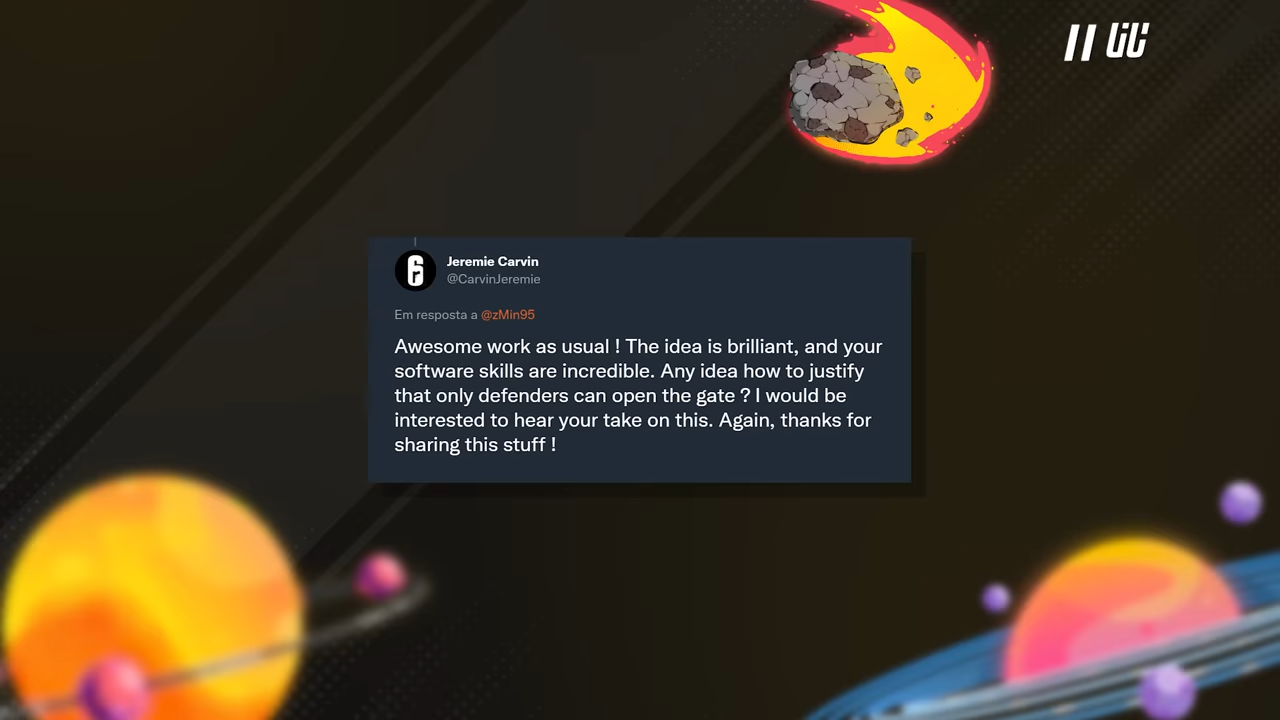 Jeremie Carvin
@CarvinJeremie
Em resposta a @zMin95
Awesome work as usual ! The idea is brilliant, and your
software skills are incredible. Any idea how to justify
that only defenders can open the gate ? I would be
interested to hear your take on this. Again, thanks for
sharing this stuff !